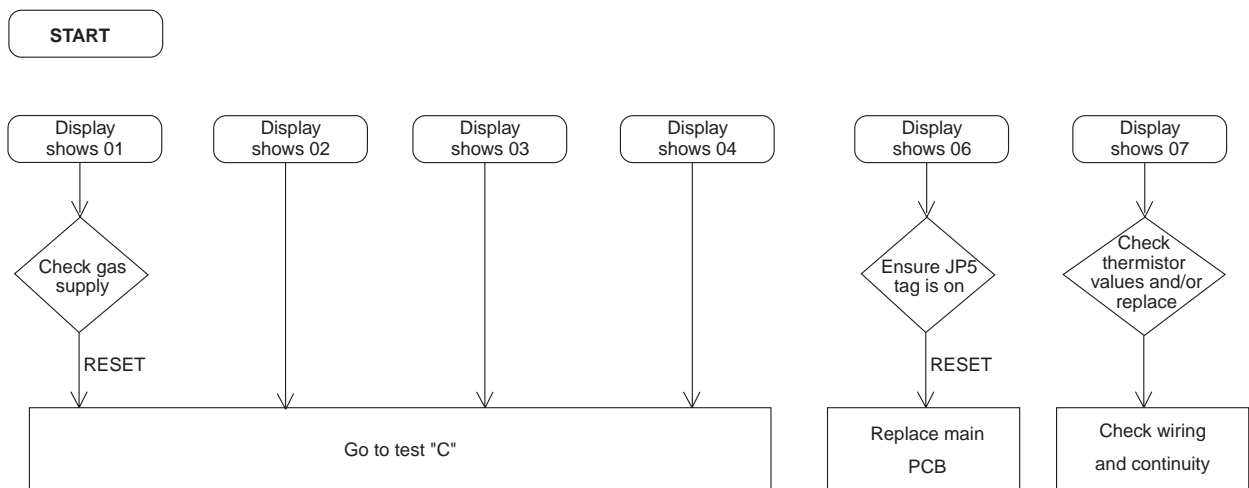 START
Display
shows 01
Display
shows 02
Display
shows 03
Display
shows 04
Display
shows 06
Display
shows 07
Check gas
supply
Ensure JP5
tag is on
Check
thermistor
values and/or
replace
RESET
RESET
Go to test "C"
Replace main
PCB
Check wiring
and continuity